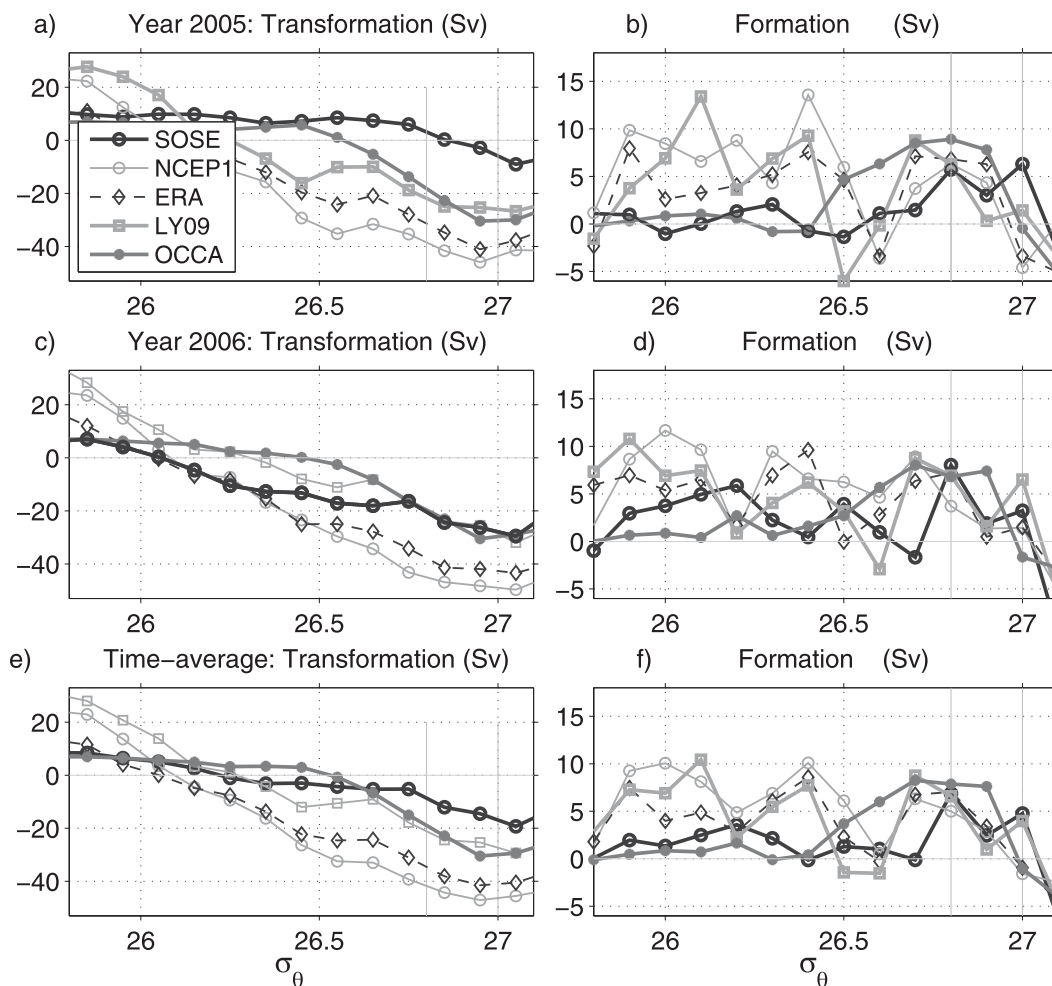 a) Year 2005: Transformation (Sv)
b) Formation (Sv)
20
0
−20
−40
SOSE
NCEP1
ERA
LY09
OCCA
26 26.5 27
15
10
5
0
−5
26 26.5 27
c) Year 2006: Transformation (Sv)
d) Formation (Sv)
20
0
−20
−40
26 26.5 27
15
10
5
0
−5
26 26.5 27
e) Time−average: Transformation (Sv)
f) Formation (Sv)
20
0
−20
−40
26 26.5 27
σθ
15
10
5
0
−5
26 26.5 27
σθ